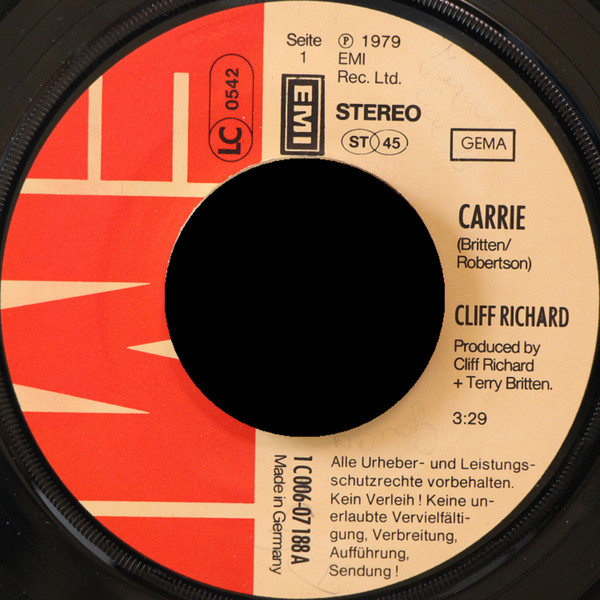 Seite
1
℗ 1979
EMI
Rec. Ltd.
LC 0542
EMI
STEREO
ST 45
GEMA
CARRIE
(Britten/
Robertson)
CLIFF RICHARD
Produced by
Cliff Richard
+ Terry Britten.
3:29
1C 006-07 188 A
Made in Germany
Alle Urheber- und Leistungs-
schutzrechte vorbehalten.
Kein Verleih! Keine un-
erlaubte Vervielfälti-
gung, Verbreitung,
Aufführung,
Sendung!
EMI